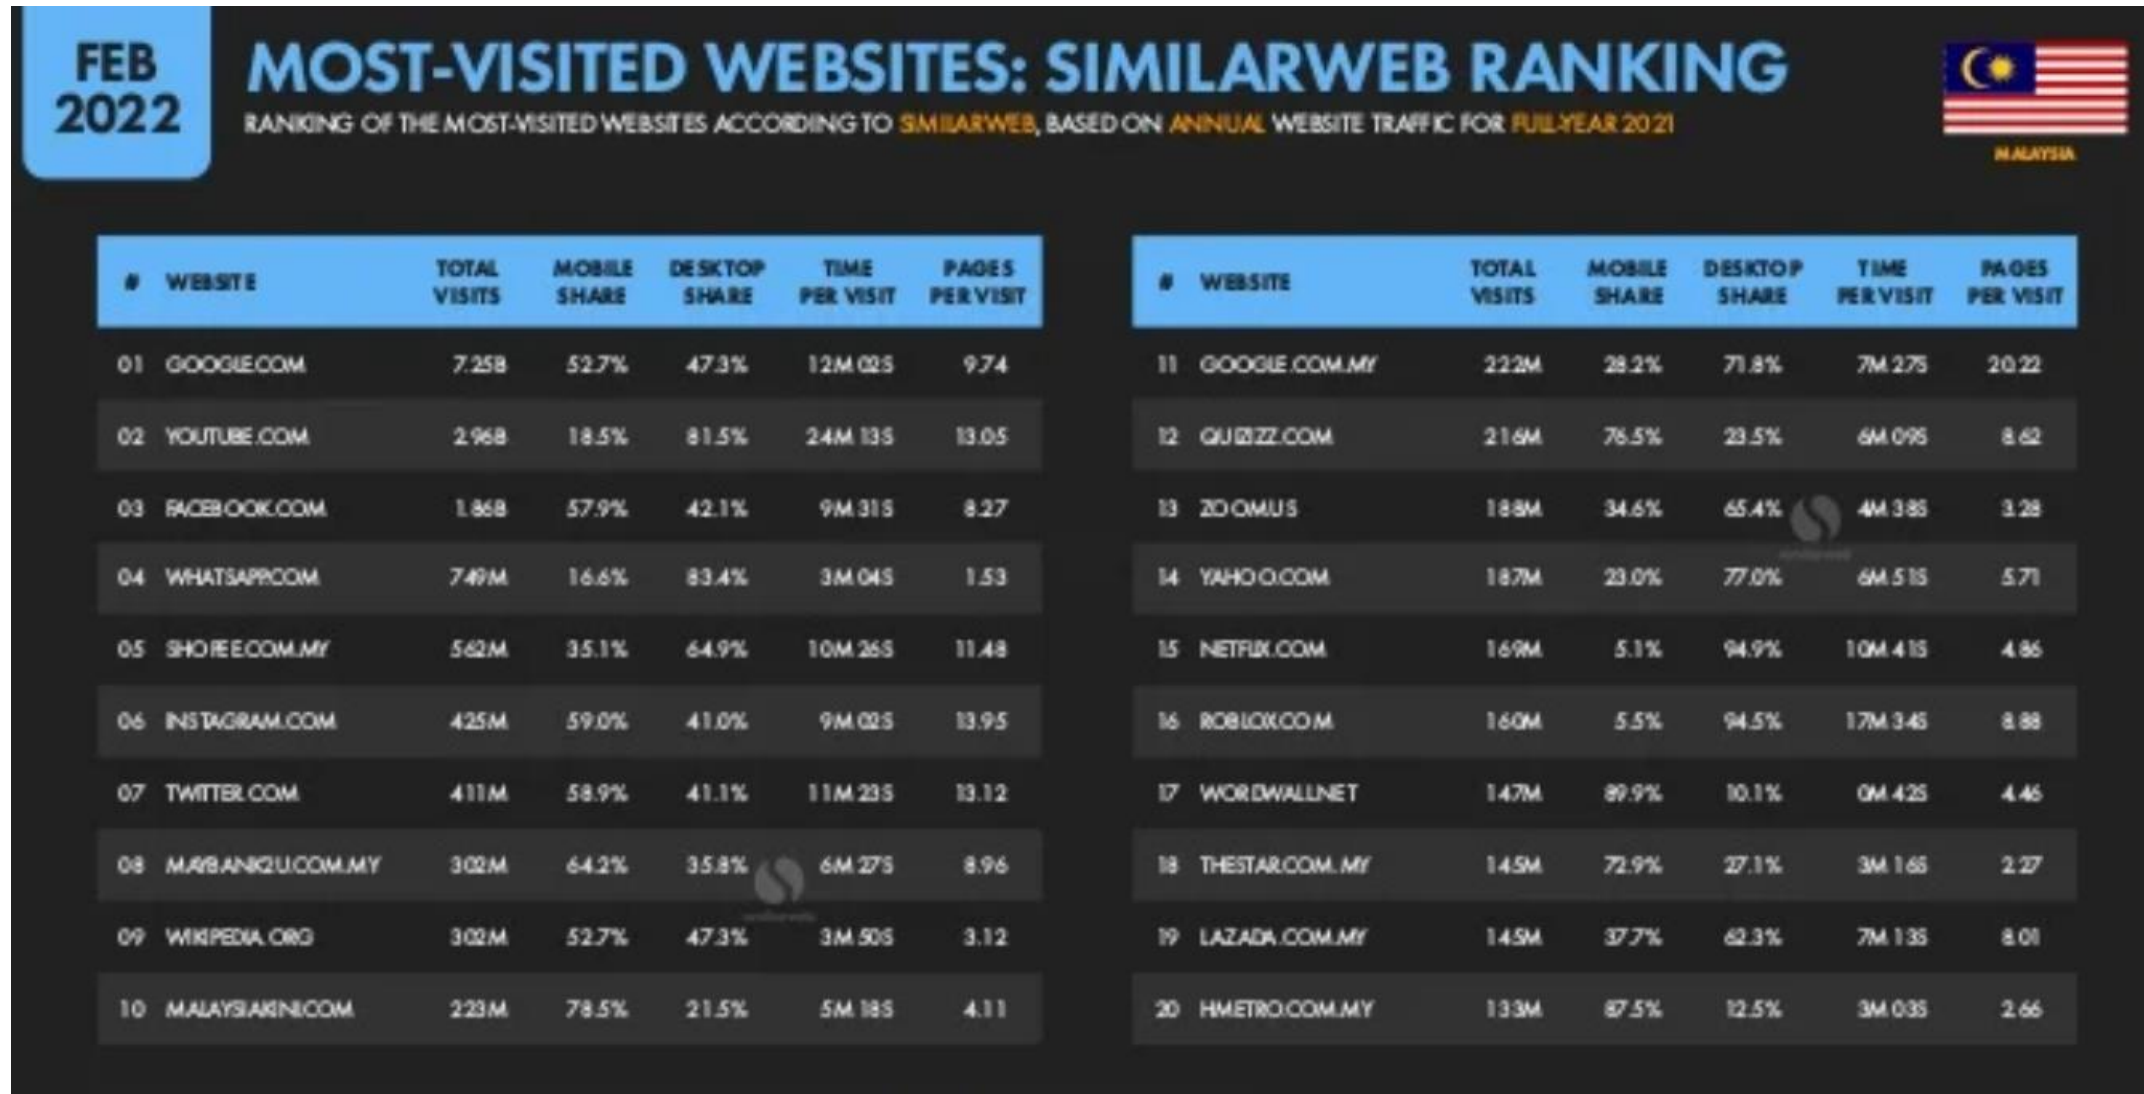 FEB
2022
MOST-VISITED WEBSITES: SIMILARWEB RANKING
RANKING OF THE MOST-VISITED WEBSITES ACCORDING TO SIMILARWEB, BASED ON ANNUAL WEBSITE TRAFFIC FOR FULL-YEAR 2021
MALAYSIA
# WEBSITE TOTAL VISITS MOBILE SHARE DESKTOP SHARE TIME PER VISIT PAGES PER VISIT
01 GOOGLE.COM 7.25B 52.7% 47.3% 12M 02S 9.74
02 YOUTUBE.COM 2.96B 18.5% 81.5% 24M 13S 13.05
03 FACEBOOK.COM 1.86B 57.9% 42.1% 9M 31S 8.27
04 WHATSAPP.COM 749M 16.6% 83.4% 3M 04S 1.53
05 SHOPEE.COM.MY 562M 35.1% 64.9% 10M 26S 11.48
06 INSTAGRAM.COM 425M 59.0% 41.0% 9M 02S 13.95
07 TWITTER.COM 411M 58.9% 41.1% 11M 23S 13.12
08 MAYBANK2U.COM.MY 302M 64.2% 35.8% 6M 27S 8.96
09 WIKIPEDIA.ORG 302M 52.7% 47.3% 3M 50S 3.12
10 MALAYSIAKINI.COM 223M 78.5% 21.5% 5M 18S 4.11
# WEBSITE TOTAL VISITS MOBILE SHARE DESKTOP SHARE TIME PER VISIT PAGES PER VISIT
11 GOOGLE.COM.MY 222M 28.2% 71.8% 7M 27S 20.22
12 QUIZIZZ.COM 216M 76.5% 23.5% 6M 09S 8.62
13 ZOOM.US 188M 34.6% 65.4% 4M 38S 3.28
14 YAHOO.COM 187M 23.0% 77.0% 6M 51S 5.71
15 NETFLIX.COM 169M 5.1% 94.9% 10M 41S 4.86
16 ROBLOX.COM 160M 5.5% 94.5% 17M 34S 8.88
17 WORDWALL.NET 147M 89.9% 10.1% 0M 42S 4.46
18 THESTAR.COM.MY 145M 72.9% 27.1% 3M 16S 2.27
19 LAZADA.COM.MY 145M 37.7% 62.3% 7M 13S 8.01
20 HMETRO.COM.MY 133M 87.5% 12.5% 3M 03S 2.66